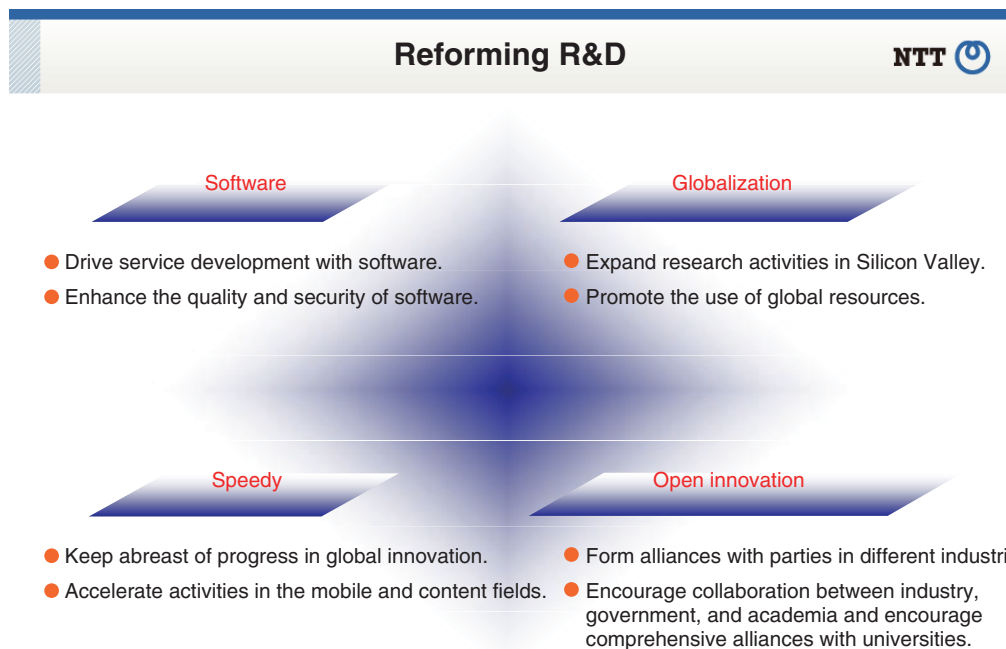 Reforming R&D
NTT
Software
Drive service development with software.
Enhance the quality and security of software.
Globalization
Expand research activities in Silicon Valley.
Promote the use of global resources.
Speedy
Keep abreast of progress in global innovation.
Accelerate activities in the mobile and content fields.
Open innovation
Form alliances with parties in different
Encourage collaboration between industry,
government, and academia and encourage
comprehensive alliances with universities.